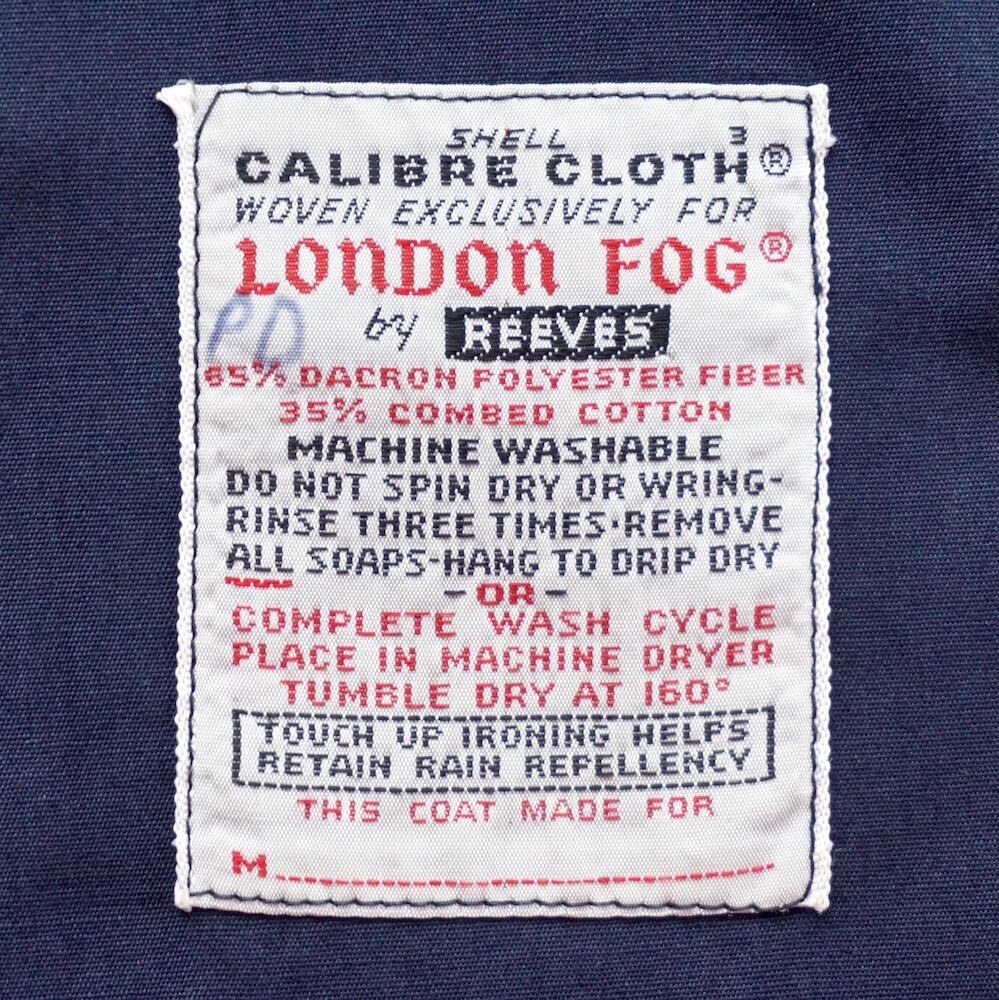 SHELL 3
CALIBRE CLOTH®
WOVEN EXCLUSIVELY FOR
LONDON FOG®
PD
by REEVES
65% DACRON POLYESTER FIBER
35% COMBED COTTON
MACHINE WASHABLE
DO NOT SPIN DRY OR WRING-
RINSE THREE TIMES·REMOVE
ALL SOAPS-HANG TO DRIP DRY
- OR -
COMPLETE WASH CYCLE
PLACE IN MACHINE DRYER
TUMBLE DRY AT 160°
TOUCH UP IRONING HELPS
RETAIN RAIN REPELLENCY
THIS COAT MADE FOR
M